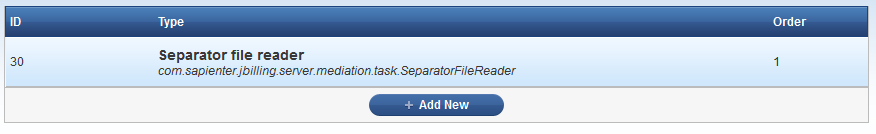 ID Type Order
30 Separator file reader 1
com.sapienter.jbilling.server.mediation.task.SeparatorFileReader
+ Add New